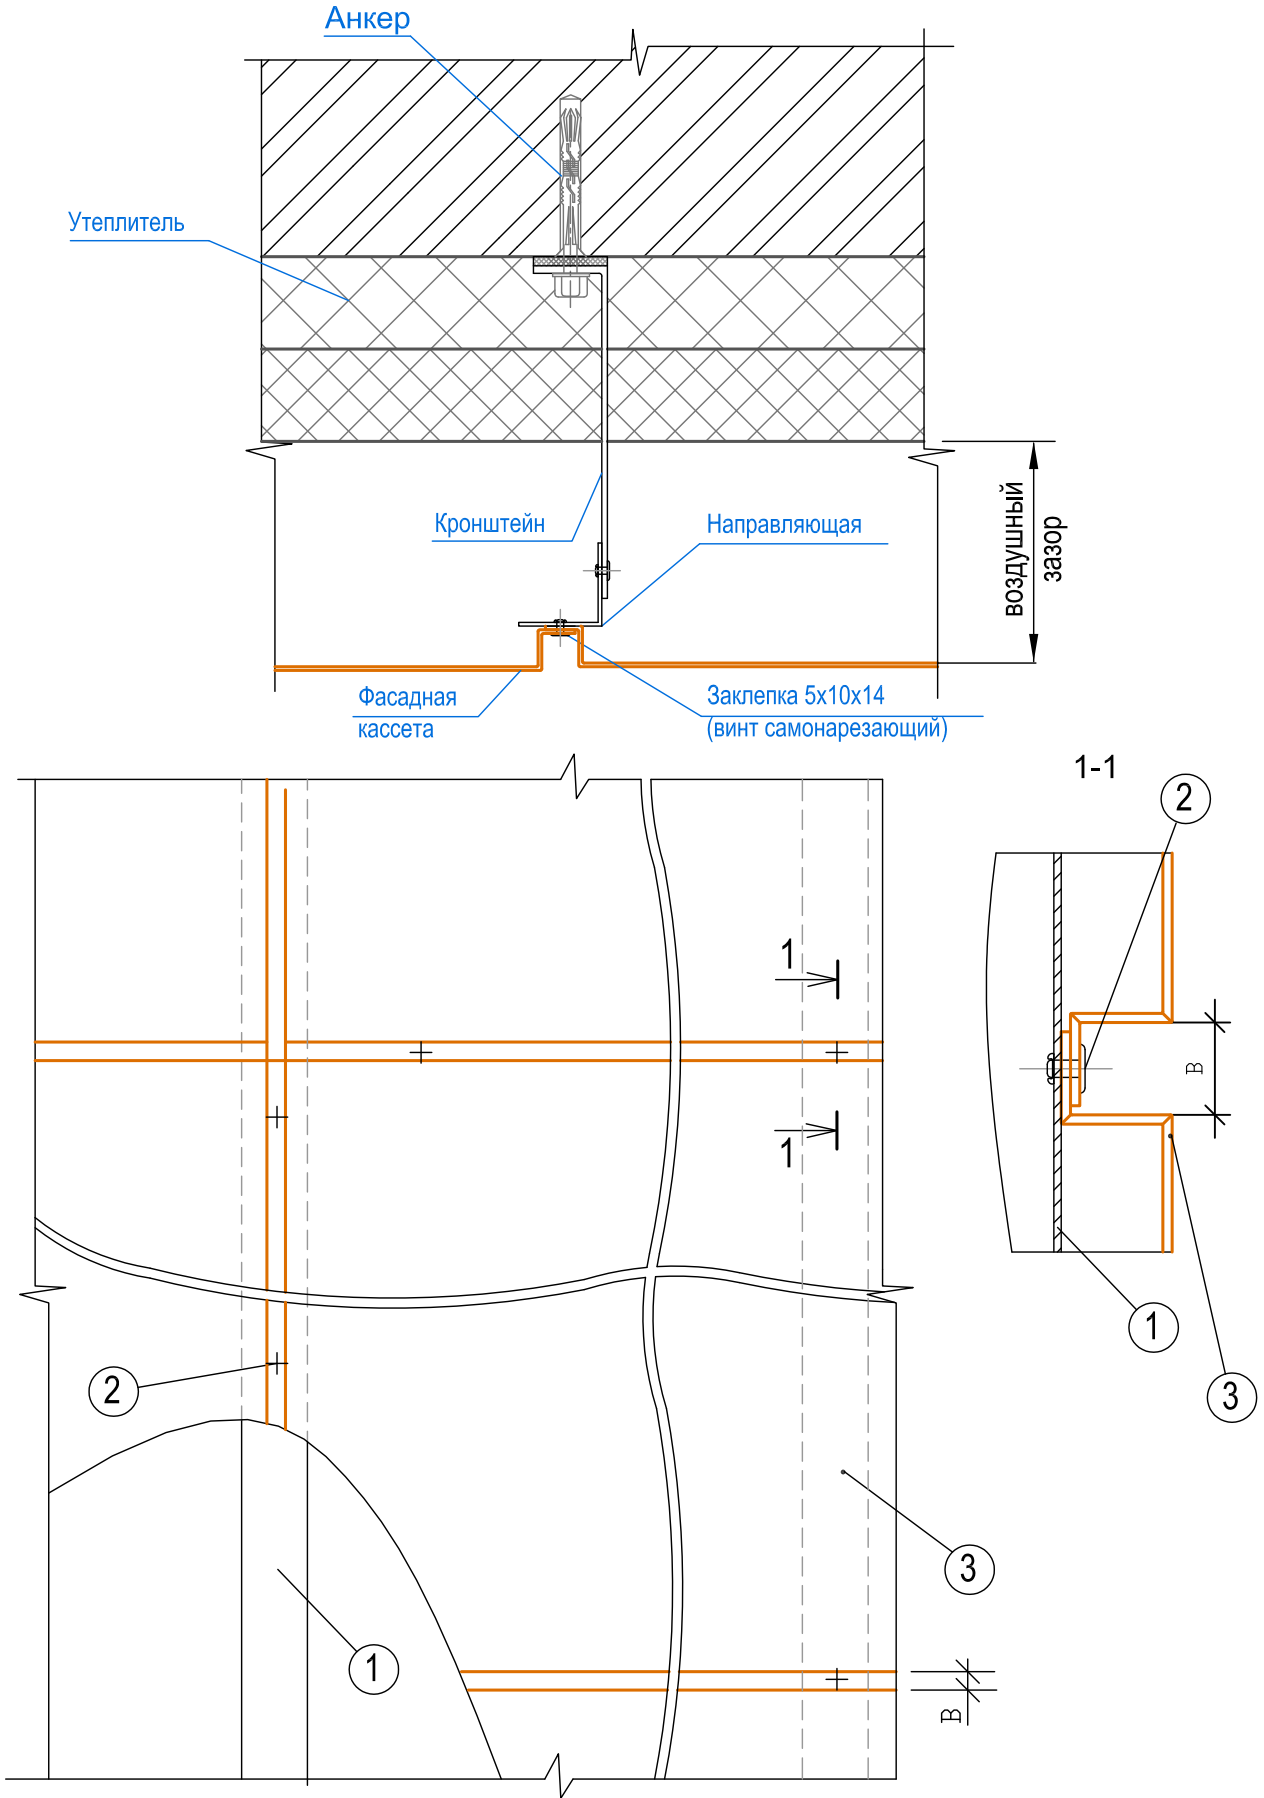 Анкер
Утеплитель
Кронштейн
Направляющая
воздушный
зазор
Фасадная
кассета
Заклепка 5х10х14
(винт самонарезающий)
1-1
2
1
B
1
1
3
2
3
1
B